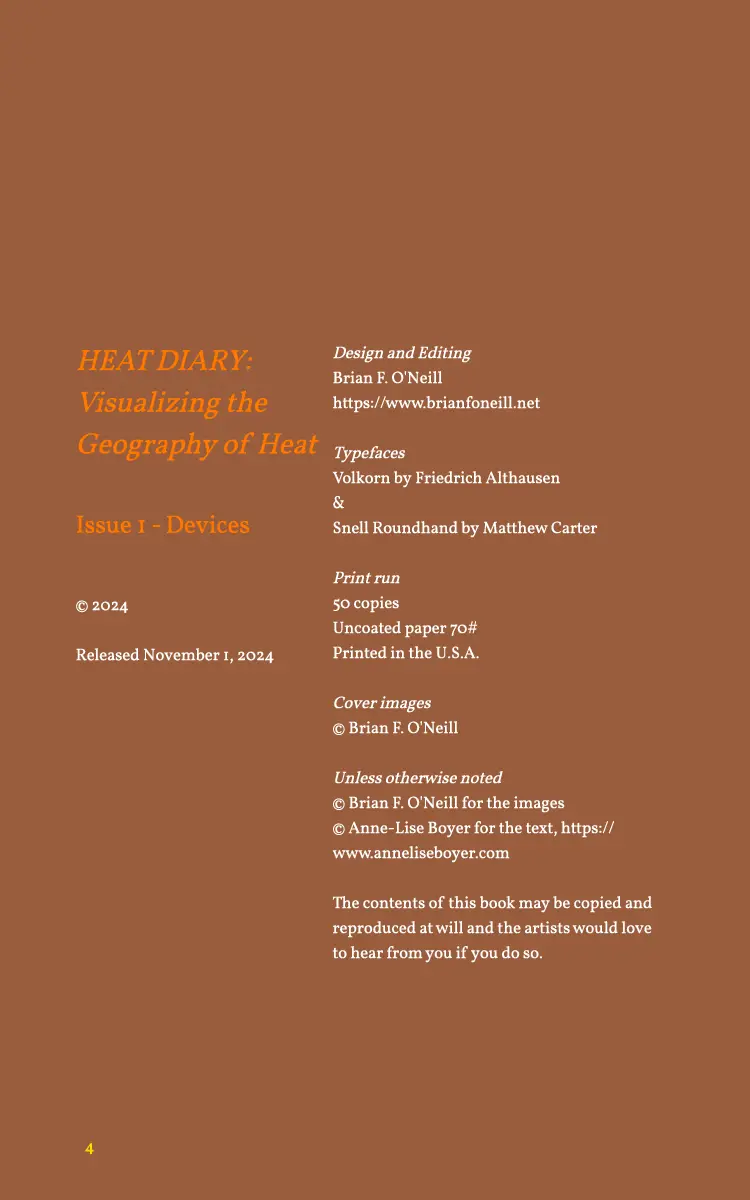 HEAT DIARY:
Visualizing the
Geography of Heat
Issue 1 - Devices
© 2024
Released November 1, 2024
Design and Editing
Brian F. O'Neill
https://www.brianfoneill.net
Typefaces
Volkorn by Friedrich Althausen
&
Snell Roundhand by Matthew Carter
Print run
50 copies
Uncoated paper 70#
Printed in the U.S.A.
Cover images
© Brian F. O'Neill
Unless otherwise noted
© Brian F. O'Neill for the images
© Anne-Lise Boyer for the text, https://
www.anneliseboyer.com
The contents of this book may be copied and
reproduced at will and the artists would love
to hear from you if you do so.
4